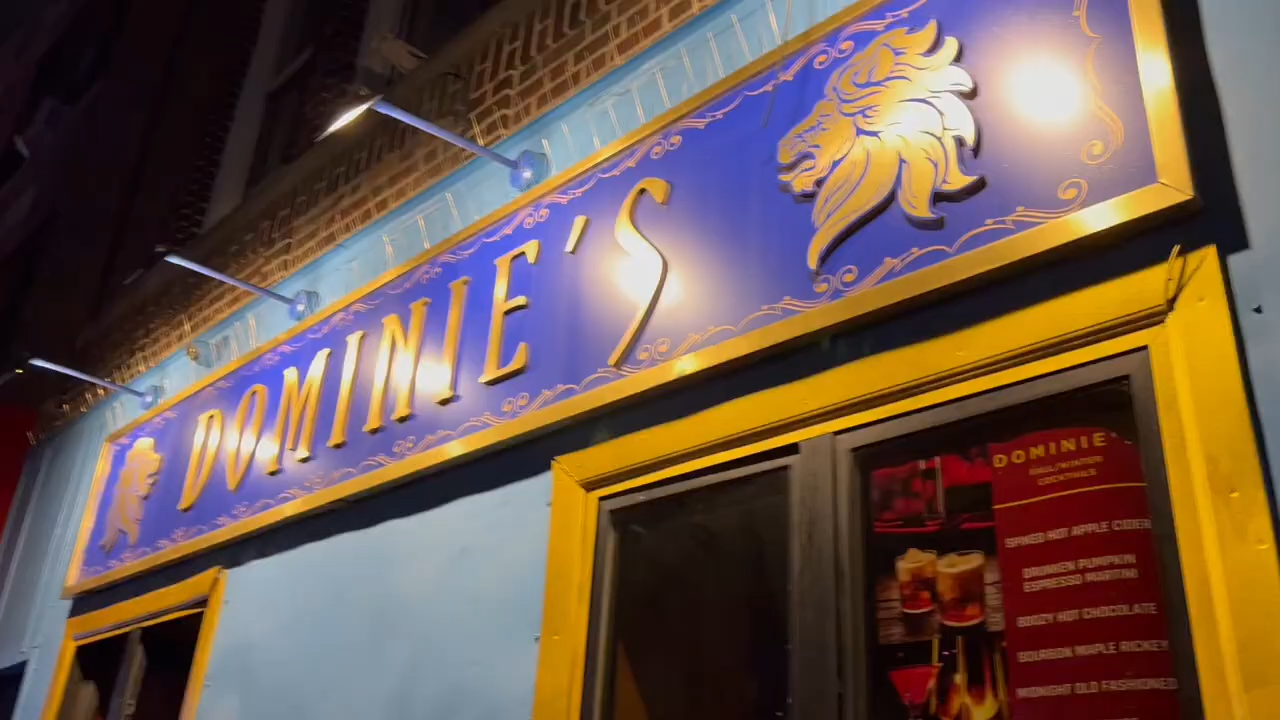 DOMINIE'S
DOMINIE'
FALL/WINTER
COCKTAILS
SPIKED HOT APPLE CIDER
DRUNKEN PUMPKIN
ESPRESSO MARTINI
BOOZY HOT CHOCOLATE
BOURBON MAPLE RICKEY
MIDNIGHT OLD FASHIONED